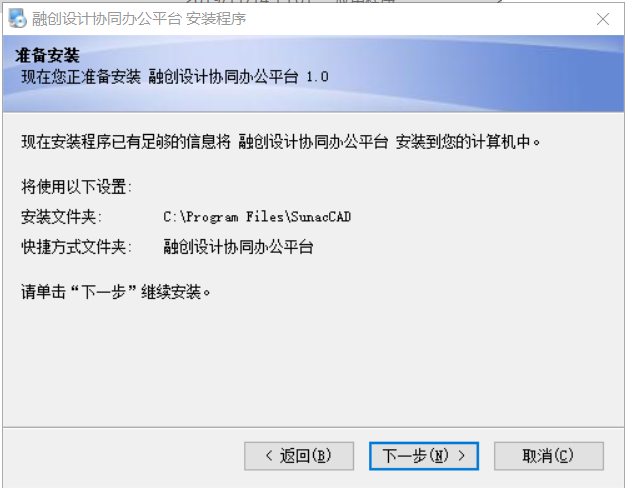 融创设计协同办公平台 安装程序
准备安装
现在您正准备安装 融创设计协同办公平台 1.0
现在安装程序已有足够的信息将 融创设计协同办公平台 安装到您的计算机中。
将使用以下设置:
安装文件夹: C:\Program Files\SunacCAD
快捷方式文件夹: 融创设计协同办公平台
请单击“下一步”继续安装。
< 返回(B) 下一步(N) > 取消(C)